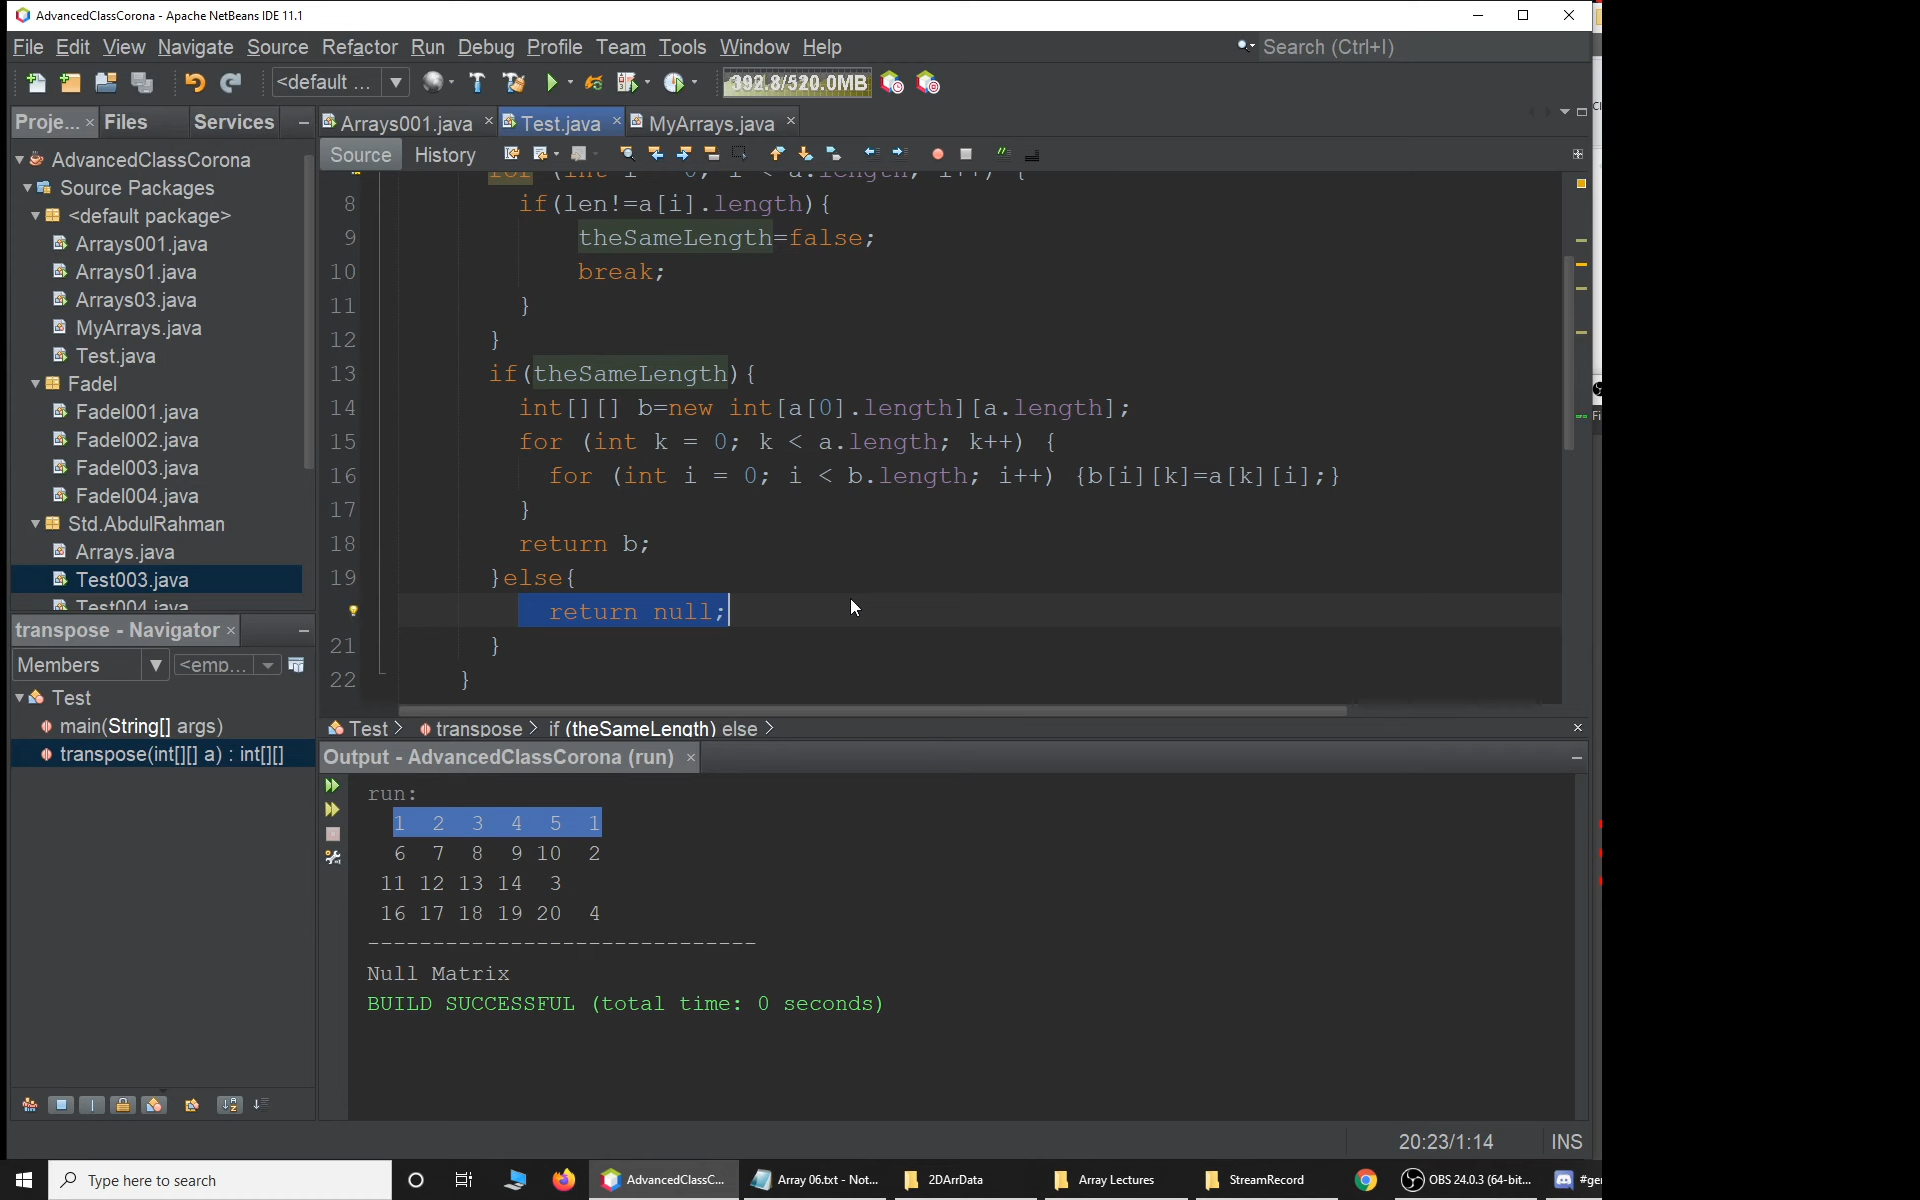 AdvancedClassCorona - Apache NetBeans IDE 11.1
File Edit View Navigate Source Refactor Run Debug Profile Team Tools Window Help
Search (Ctrl+I)
<default ...
392.8/520.0MB
Proje... × Files Services
Arrays001.java × Test.java × MyArrays.java ×
Source History
AdvancedClassCorona
Source Packages
<default package>
Arrays001.java
Arrays01.java
Arrays03.java
MyArrays.java
Test.java
Fadel
Fadel001.java
Fadel002.java
Fadel003.java
Fadel004.java
Std.AbdulRahman
Arrays.java
Test003.java
Test004.java
for (int i = 0; i < a.length; i++) {
8 if(len!=a[i].length){
9 theSameLength=false;
10 break;
11 }
12 }
13 if(theSameLength){
14 int[][] b=new int[a[0].length][a.length];
15 for (int k = 0; k < a.length; k++) {
16 for (int i = 0; i < b.length; i++) {b[i][k]=a[k][i];}
17 }
18 return b;
19 }else{
return null;
21 }
22 }
transpose - Navigator ×
Members <emp...
Test
main(String[] args)
transpose(int[][] a) : int[][]
Test > transpose > if (theSameLength) else >
Output - AdvancedClassCorona (run) ×
run:
1 2 3 4 5 1
6 7 8 9 10 2
11 12 13 14 3
16 17 18 19 20 4
------------------------------
Null Matrix
BUILD SUCCESSFUL (total time: 0 seconds)
20:23/1:14 INS
Type here to search
AdvancedClassC...
Array 06.txt - Not...
2DArrData
Array Lectures
StreamRecord
OBS 24.0.3 (64-bit...
#ge